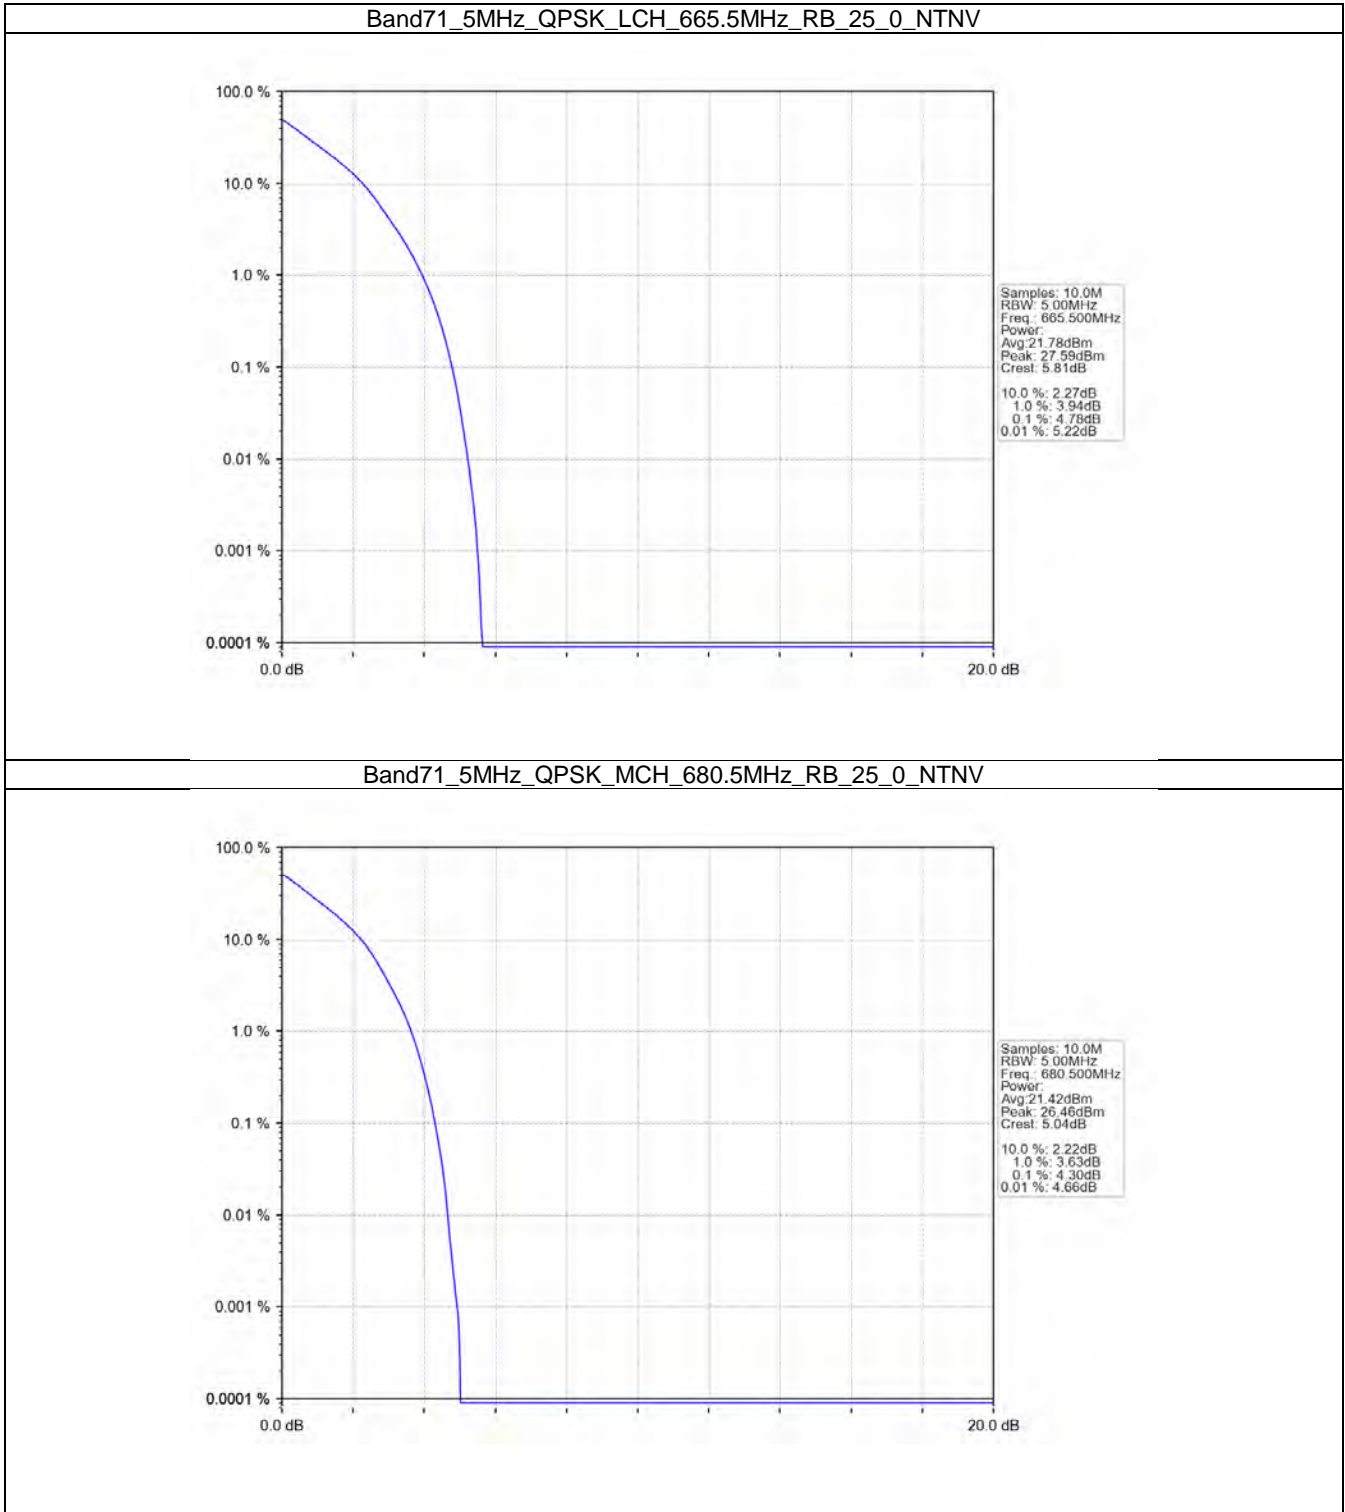 Band71_5MHz_QPSK_LCH_665.5MHz_RB_25_0_NTNV
100.0 %
10.0 %
1.0 %
0.1 %
0.01 %
0.001 %
0.0001 %
0.0 dB
20.0 dB
Samples: 10.0M
RBW: 5.00MHz
Freq.: 665.500MHz
Power:
Avg:21.78dBm
Peak: 27.59dBm
Crest: 5.81dB
10.0 %: 2.27dB
1.0 %: 3.94dB
0.1 %: 4.78dB
0.01 %: 5.22dB
Band71_5MHz_QPSK_MCH_680.5MHz_RB_25_0_NTNV
100.0 %
10.0 %
1.0 %
0.1 %
0.01 %
0.001 %
0.0001 %
0.0 dB
20.0 dB
Samples: 10.0M
RBW: 5.00MHz
Freq.: 680.500MHz
Power:
Avg:21.42dBm
Peak: 26.46dBm
Crest: 5.04dB
10.0 %: 2.22dB
1.0 %: 3.63dB
0.1 %: 4.30dB
0.01 %: 4.66dB